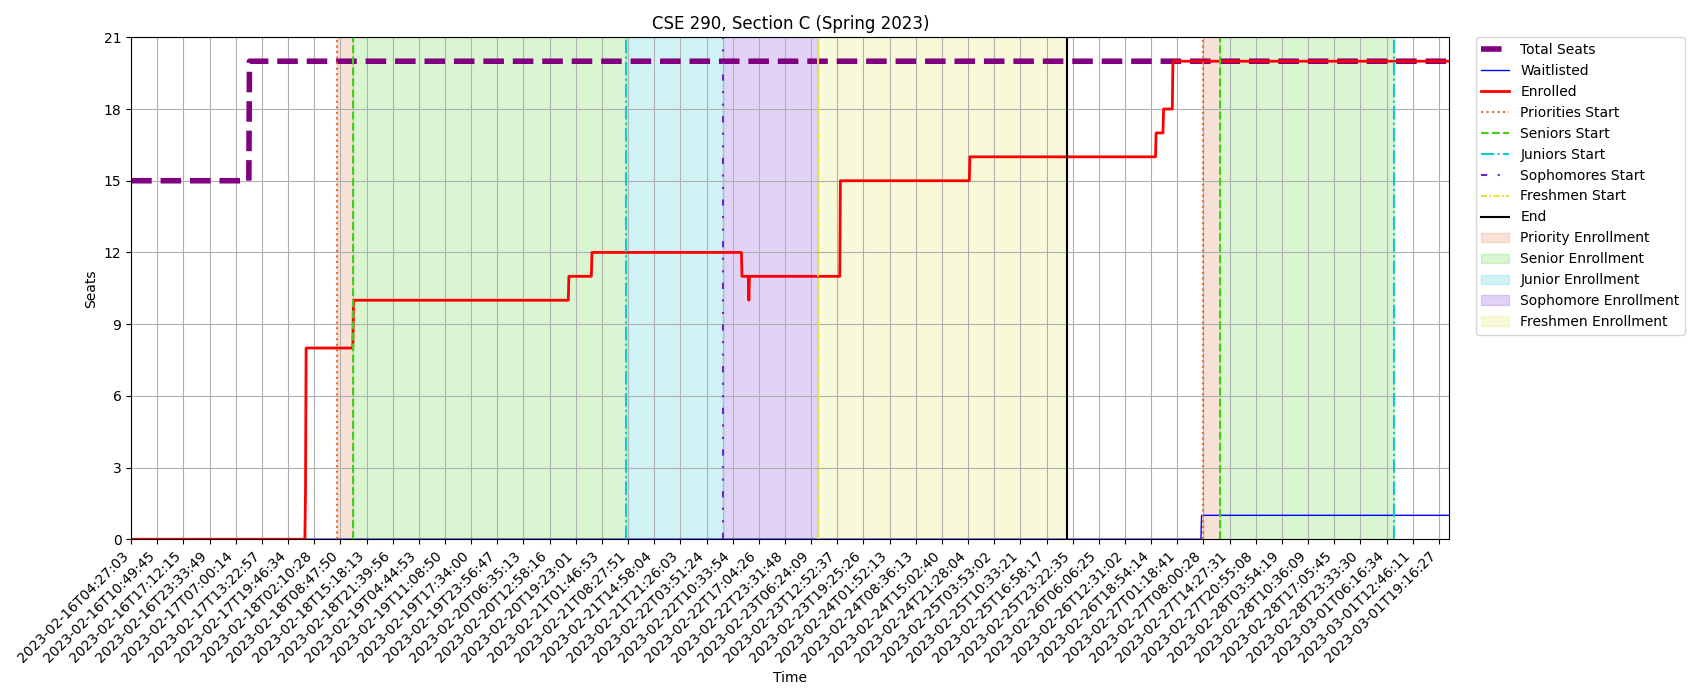 CSE 290, Section C (Spring 2023)
21
18
15
12
9
6
3
0
Seats
2023-02-16T04:27:03
2023-02-16T10:49:45
2023-02-16T17:12:15
2023-02-16T23:33:49
2023-02-17T07:00:14
2023-02-17T13:22:57
2023-02-17T19:46:34
2023-02-18T02:10:28
2023-02-18T08:47:50
2023-02-18T15:18:13
2023-02-18T21:39:56
2023-02-19T04:44:53
2023-02-19T11:08:50
2023-02-19T17:34:00
2023-02-19T23:56:47
2023-02-20T06:35:13
2023-02-20T12:58:16
2023-02-20T19:23:01
2023-02-21T01:46:53
2023-02-21T08:27:51
2023-02-21T14:58:04
2023-02-21T21:26:03
2023-02-22T03:51:24
2023-02-22T10:33:54
2023-02-22T17:04:26
2023-02-22T23:31:48
2023-02-23T06:24:09
2023-02-23T12:52:37
2023-02-23T19:25:26
2023-02-24T01:52:13
2023-02-24T08:36:13
2023-02-24T15:02:40
2023-02-24T21:28:04
2023-02-25T03:53:02
2023-02-25T10:33:21
2023-02-25T16:58:17
2023-02-25T23:22:35
2023-02-26T06:06:25
2023-02-26T12:31:02
2023-02-26T18:54:14
2023-02-27T01:18:41
2023-02-27T08:00:28
2023-02-27T14:27:31
2023-02-27T20:55:08
2023-02-28T03:54:19
2023-02-28T10:36:09
2023-02-28T17:05:45
2023-02-28T23:33:30
2023-03-01T06:16:34
2023-03-01T12:46:11
2023-03-01T19:16:27
Time
Total Seats
Waitlisted
Enrolled
Priorities Start
Seniors Start
Juniors Start
Sophomores Start
Freshmen Start
End
Priority Enrollment
Senior Enrollment
Junior Enrollment
Sophomore Enrollment
Freshmen Enrollment